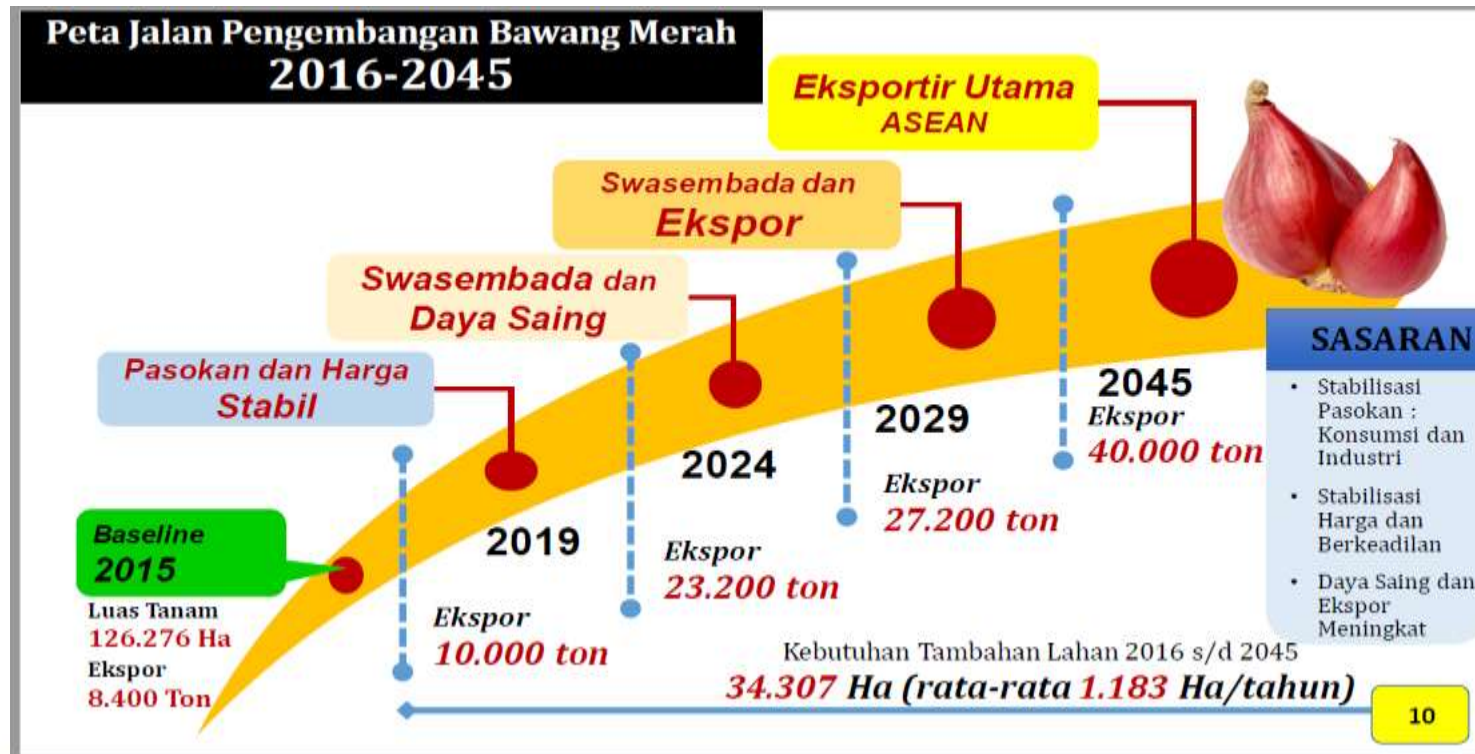 Peta Jalan Pengembangan Bawang Merah
2016-2045
Eksportir Utama
ASEAN
Swasembada dan
Ekspor
Swasembada dan
Daya Saing
Pasokan dan Harga
Stabil
Baseline
2015
Luas Tanam
126.276 Ha
Ekspor
8.400 Ton
2019
Ekspor
10.000 ton
2024
Ekspor
23.200 ton
2029
Ekspor
27.200 ton
2045
Ekspor
40.000 ton
SASARAN
• Stabilisasi
Pasokan :
Konsumsi dan
Industri
• Stabilisasi
Harga dan
Berkeadilan
• Daya Saing dan
Ekspor
Meningkat
Kebutuhan Tambahan Lahan 2016 s/d 2045
34.307 Ha (rata-rata 1.183 Ha/tahun)
10